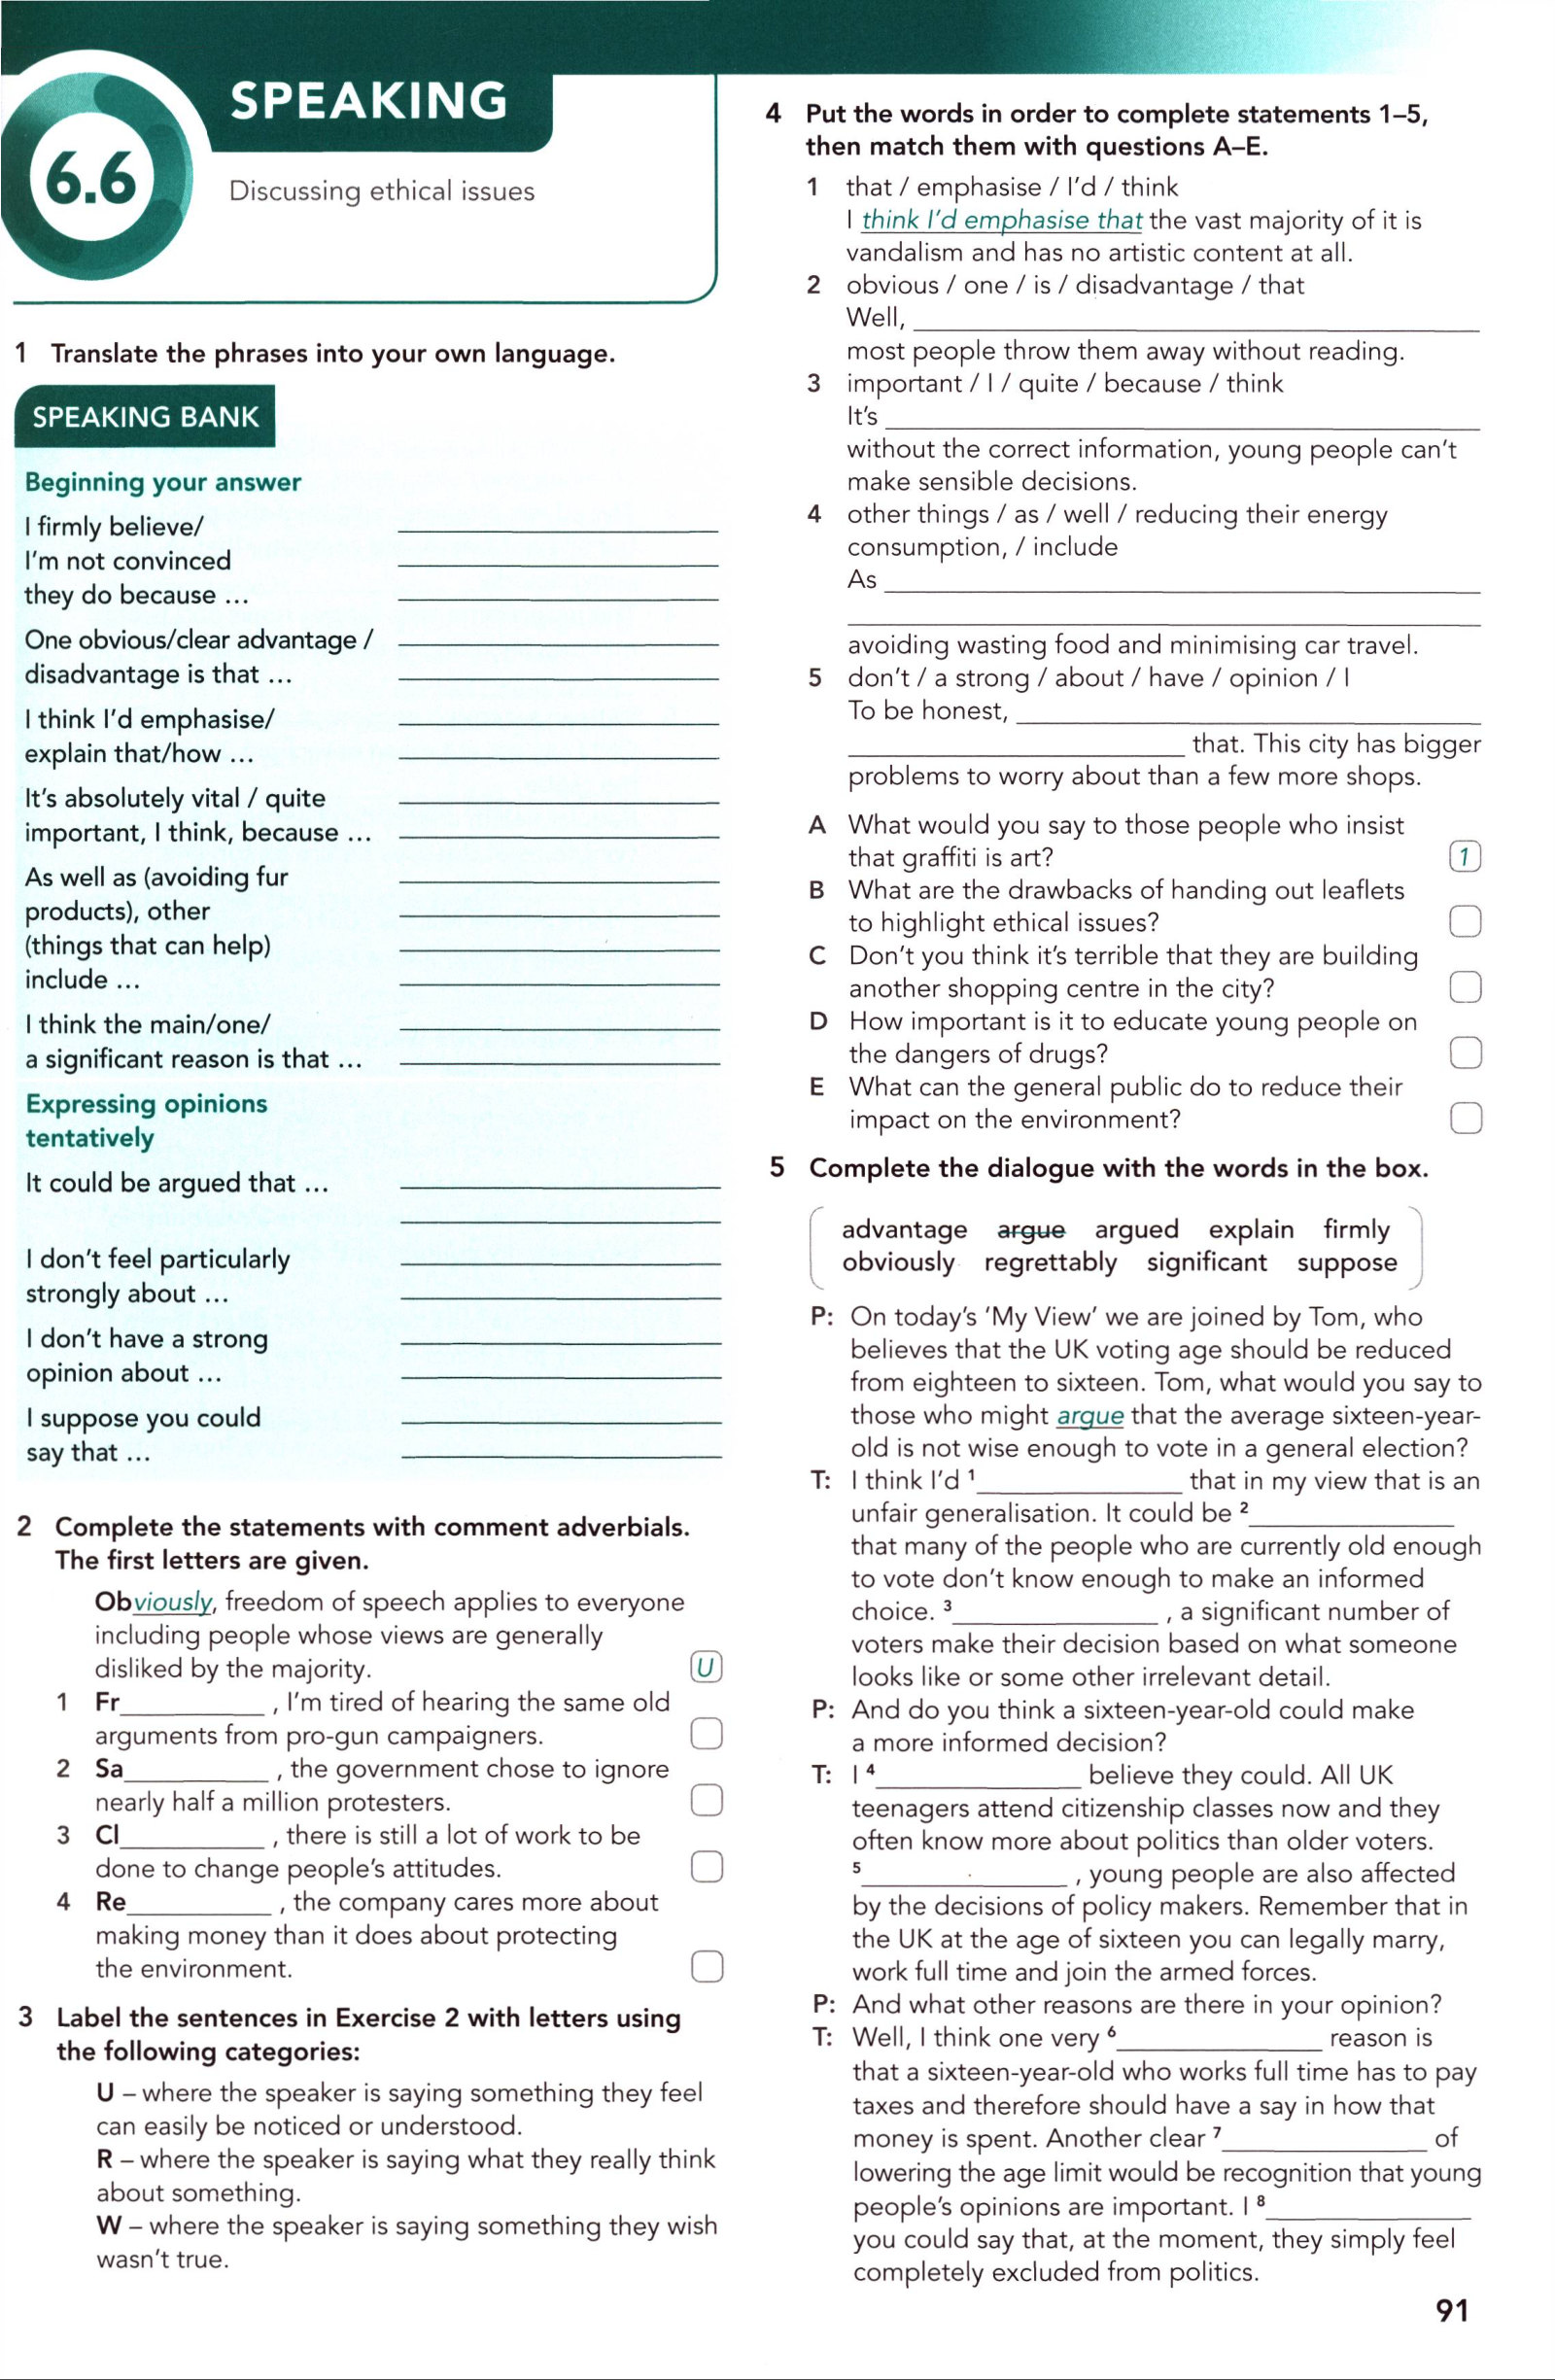 SPEAKING
6.6
Discussing ethical issues
1 Translate the phrases into your own language.
SPEAKING BANK
Beginning your answer
I firmly believe/
I'm not convinced
they do because ...
One obvious/clear advantage /
disadvantage is that ...
I think I'd emphasise/
explain that/how ...
It's absolutely vital / quite
important, I think, because ...
As well as (avoiding fur
products), other
(things that can help)
include ...
I think the main/one/
a significant reason is that ...
Expressing opinions
tentatively
It could be argued that ...
I don't feel particularly
strongly about ...
I don't have a strong
opinion about ...
I suppose you could
say that ...
2 Complete the statements with comment adverbials.
The first letters are given.
Obviously, freedom of speech applies to everyone
including people whose views are generally
disliked by the majority. U
1 Fr__________ , I'm tired of hearing the same old
arguments from pro-gun campaigners.
2 Sa__________ , the government chose to ignore
nearly half a million protesters.
3 Cl__________ , there is still a lot of work to be
done to change people's attitudes.
4 Re__________ , the company cares more about
making money than it does about protecting
the environment.
3 Label the sentences in Exercise 2 with letters using
the following categories:
U – where the speaker is saying something they feel
can easily be noticed or understood.
R – where the speaker is saying what they really think
about something.
W – where the speaker is saying something they wish
wasn't true.
4 Put the words in order to complete statements 1–5,
then match them with questions A–E.
1 that / emphasise / I'd / think
I think I'd emphasise that the vast majority of it is
vandalism and has no artistic content at all.
2 obvious / one / is / disadvantage / that
Well, __________
most people throw them away without reading.
3 important / I / quite / because / think
It's __________
without the correct information, young people can't
make sensible decisions.
4 other things / as / well / reducing their energy
consumption, / include
As __________
__________
avoiding wasting food and minimising car travel.
5 don't / a strong / about / have / opinion / I
To be honest, __________
__________ that. This city has bigger
problems to worry about than a few more shops.
A What would you say to those people who insist
that graffiti is art? 1
B What are the drawbacks of handing out leaflets
to highlight ethical issues?
C Don't you think it's terrible that they are building
another shopping centre in the city?
D How important is it to educate young people on
the dangers of drugs?
E What can the general public do to reduce their
impact on the environment?
5 Complete the dialogue with the words in the box.
advantage argue argued explain firmly
obviously regrettably significant suppose
P: On today's 'My View' we are joined by Tom, who
believes that the UK voting age should be reduced
from eighteen to sixteen. Tom, what would you say to
those who might argue that the average sixteen-year-
old is not wise enough to vote in a general election?
T: I think I'd 1__________ that in my view that is an
unfair generalisation. It could be 2__________
that many of the people who are currently old enough
to vote don't know enough to make an informed
choice. 3__________ , a significant number of
voters make their decision based on what someone
looks like or some other irrelevant detail.
P: And do you think a sixteen-year-old could make
a more informed decision?
T: I 4__________ believe they could. All UK
teenagers attend citizenship classes now and they
often know more about politics than older voters.
5__________ , young people are also affected
by the decisions of policy makers. Remember that in
the UK at the age of sixteen you can legally marry,
work full time and join the armed forces.
P: And what other reasons are there in your opinion?
T: Well, I think one very 6__________ reason is
that a sixteen-year-old who works full time has to pay
taxes and therefore should have a say in how that
money is spent. Another clear 7__________ of
lowering the age limit would be recognition that young
people's opinions are important. I 8__________
you could say that, at the moment, they simply feel
completely excluded from politics.
91